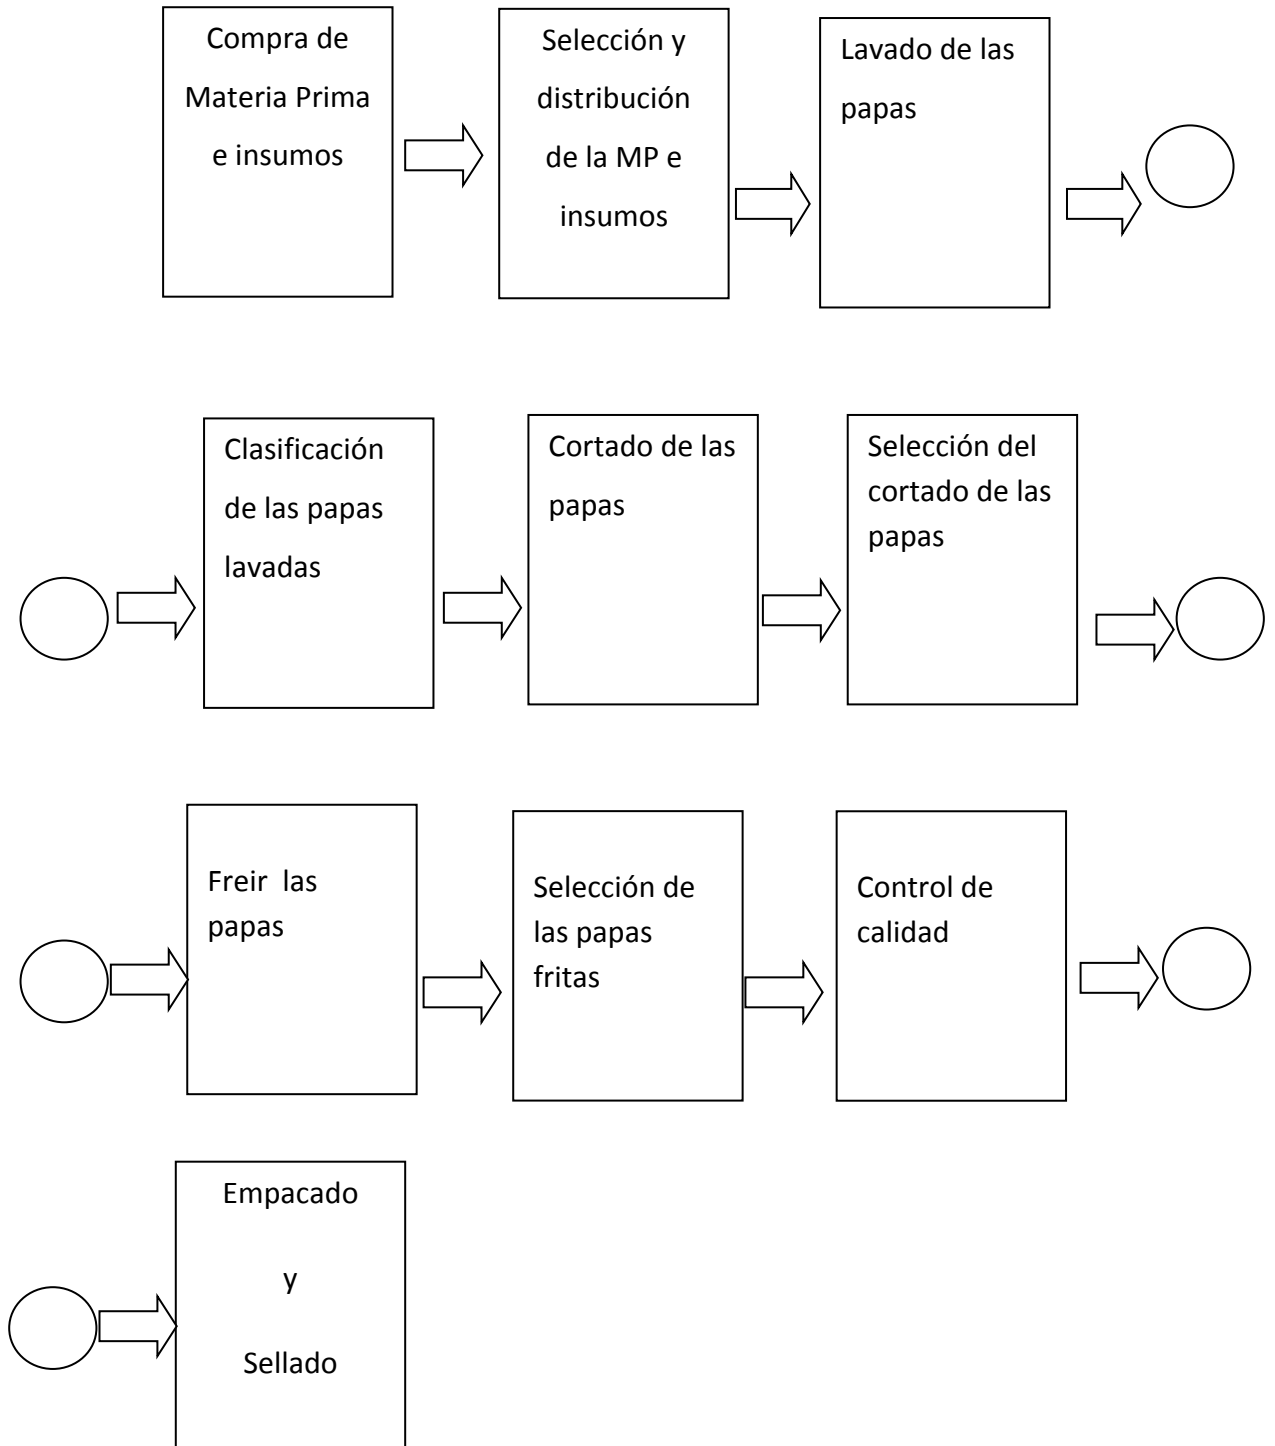 Compra de
Materia Prima
e insumos
Selección y
distribución
de la MP e
insumos
Lavado de las
papas
Clasificación
de las papas
lavadas
Cortado de las
papas
Selección del
cortado de las
papas
Freir  las
papas
Selección de
las papas
fritas
Control de
calidad
Empacado
y
Sellado